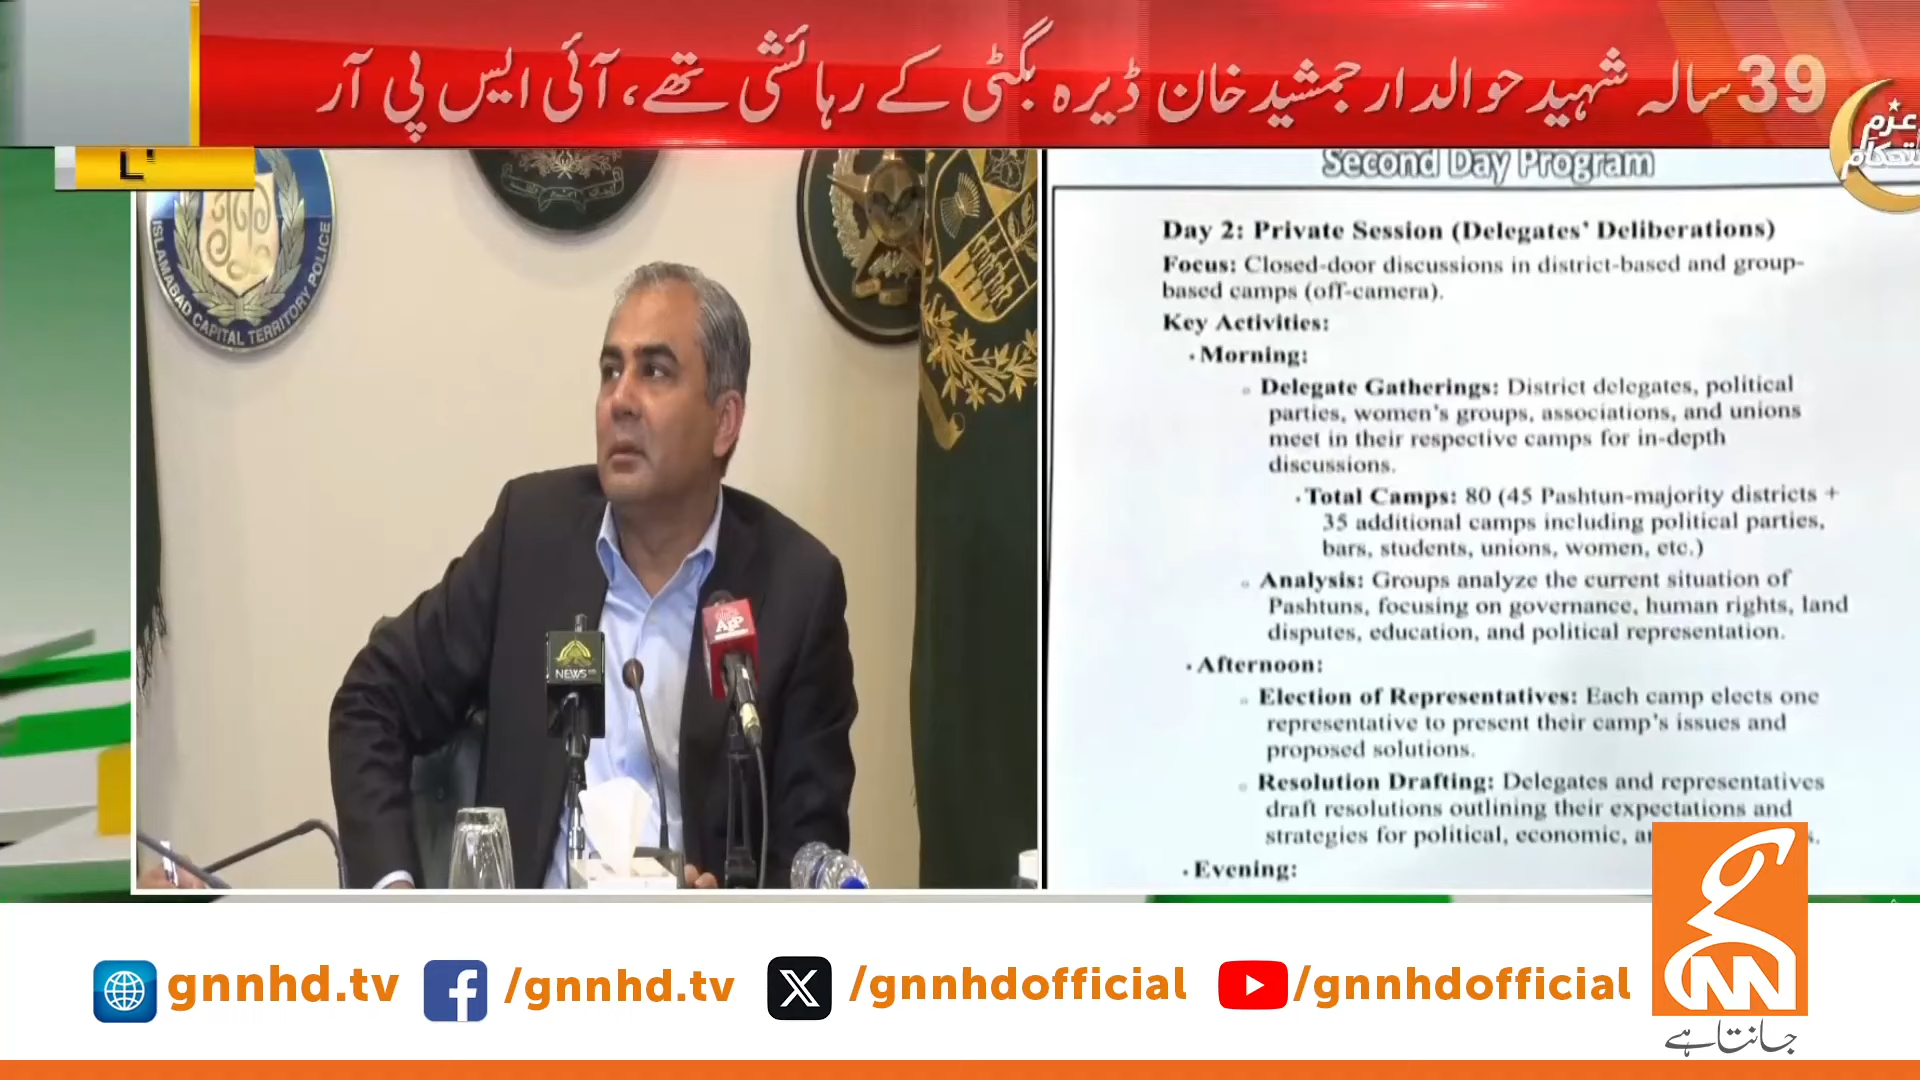 39 سالہ شہید حوالدار جمشید خان ڈیرہ بگٹی کے رہائشی تھے، آئی ایس پی آر
عزم
استحکام
ISLAMABAD CAPITAL TERRITORY POLICE
NEWS
APP
Second Day Program
Day 2: Private Session (Delegates' Deliberations)
Focus: Closed-door discussions in district-based and group-
based camps (off-camera).
Key Activities:
• Morning:
○ Delegate Gatherings: District delegates, political
parties, women's groups, associations, and unions
meet in their respective camps for in-depth
discussions.
▪ Total Camps: 80 (45 Pashtun-majority districts +
35 additional camps including political parties,
bars, students, unions, women, etc.)
○ Analysis: Groups analyze the current situation of
Pashtuns, focusing on governance, human rights, land
disputes, education, and political representation.
• Afternoon:
○ Election of Representatives: Each camp elects one
representative to present their camp's issues and
proposed solutions.
○ Resolution Drafting: Delegates and representatives
draft resolutions outlining their expectations and
strategies for political, economic,
• Evening:
gnnhd.tv
/gnnhd.tv
/gnnhdofficial
/gnnhdofficial
GNN
جانتا ہے